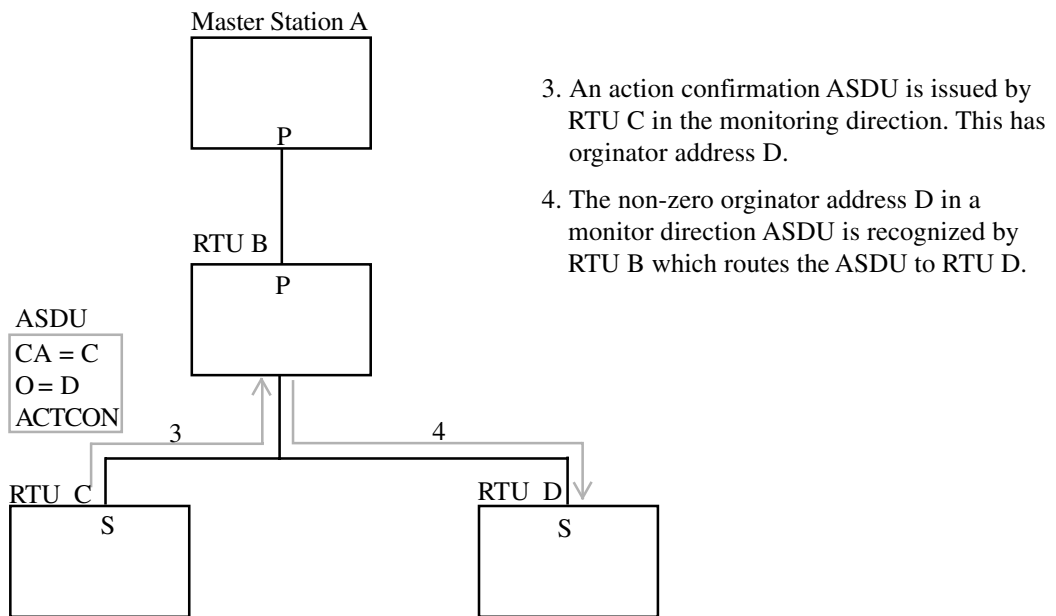 Master Station A
P
3. An action confirmation ASDU is issued by
RTU C in the monitoring direction. This has
orginator address D.
4. The non-zero orginator address D in a
monitor direction ASDU is recognized by
RTU B which routes the ASDU to RTU D.
RTU B
P
ASDU
CA = C
O = D
ACTCON
3
4
RTU C
S
RTU D
S